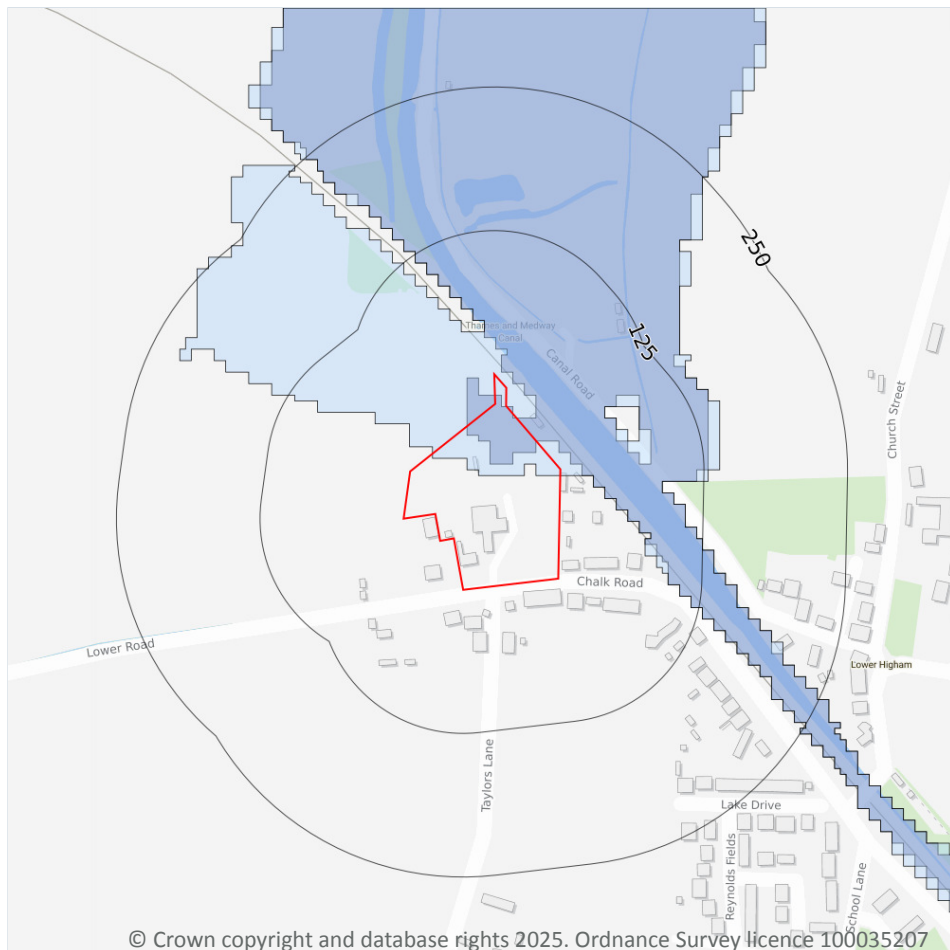 250
Thames and Medway
Canal
125
Canal Road
Church Street
Chalk Road
Lower Road
Lower Higham
Taylors Lane
Lake Drive
Reynolds Fields
School Lane
© Crown copyright and database rights 2025. Ordnance Survey licence 100035207